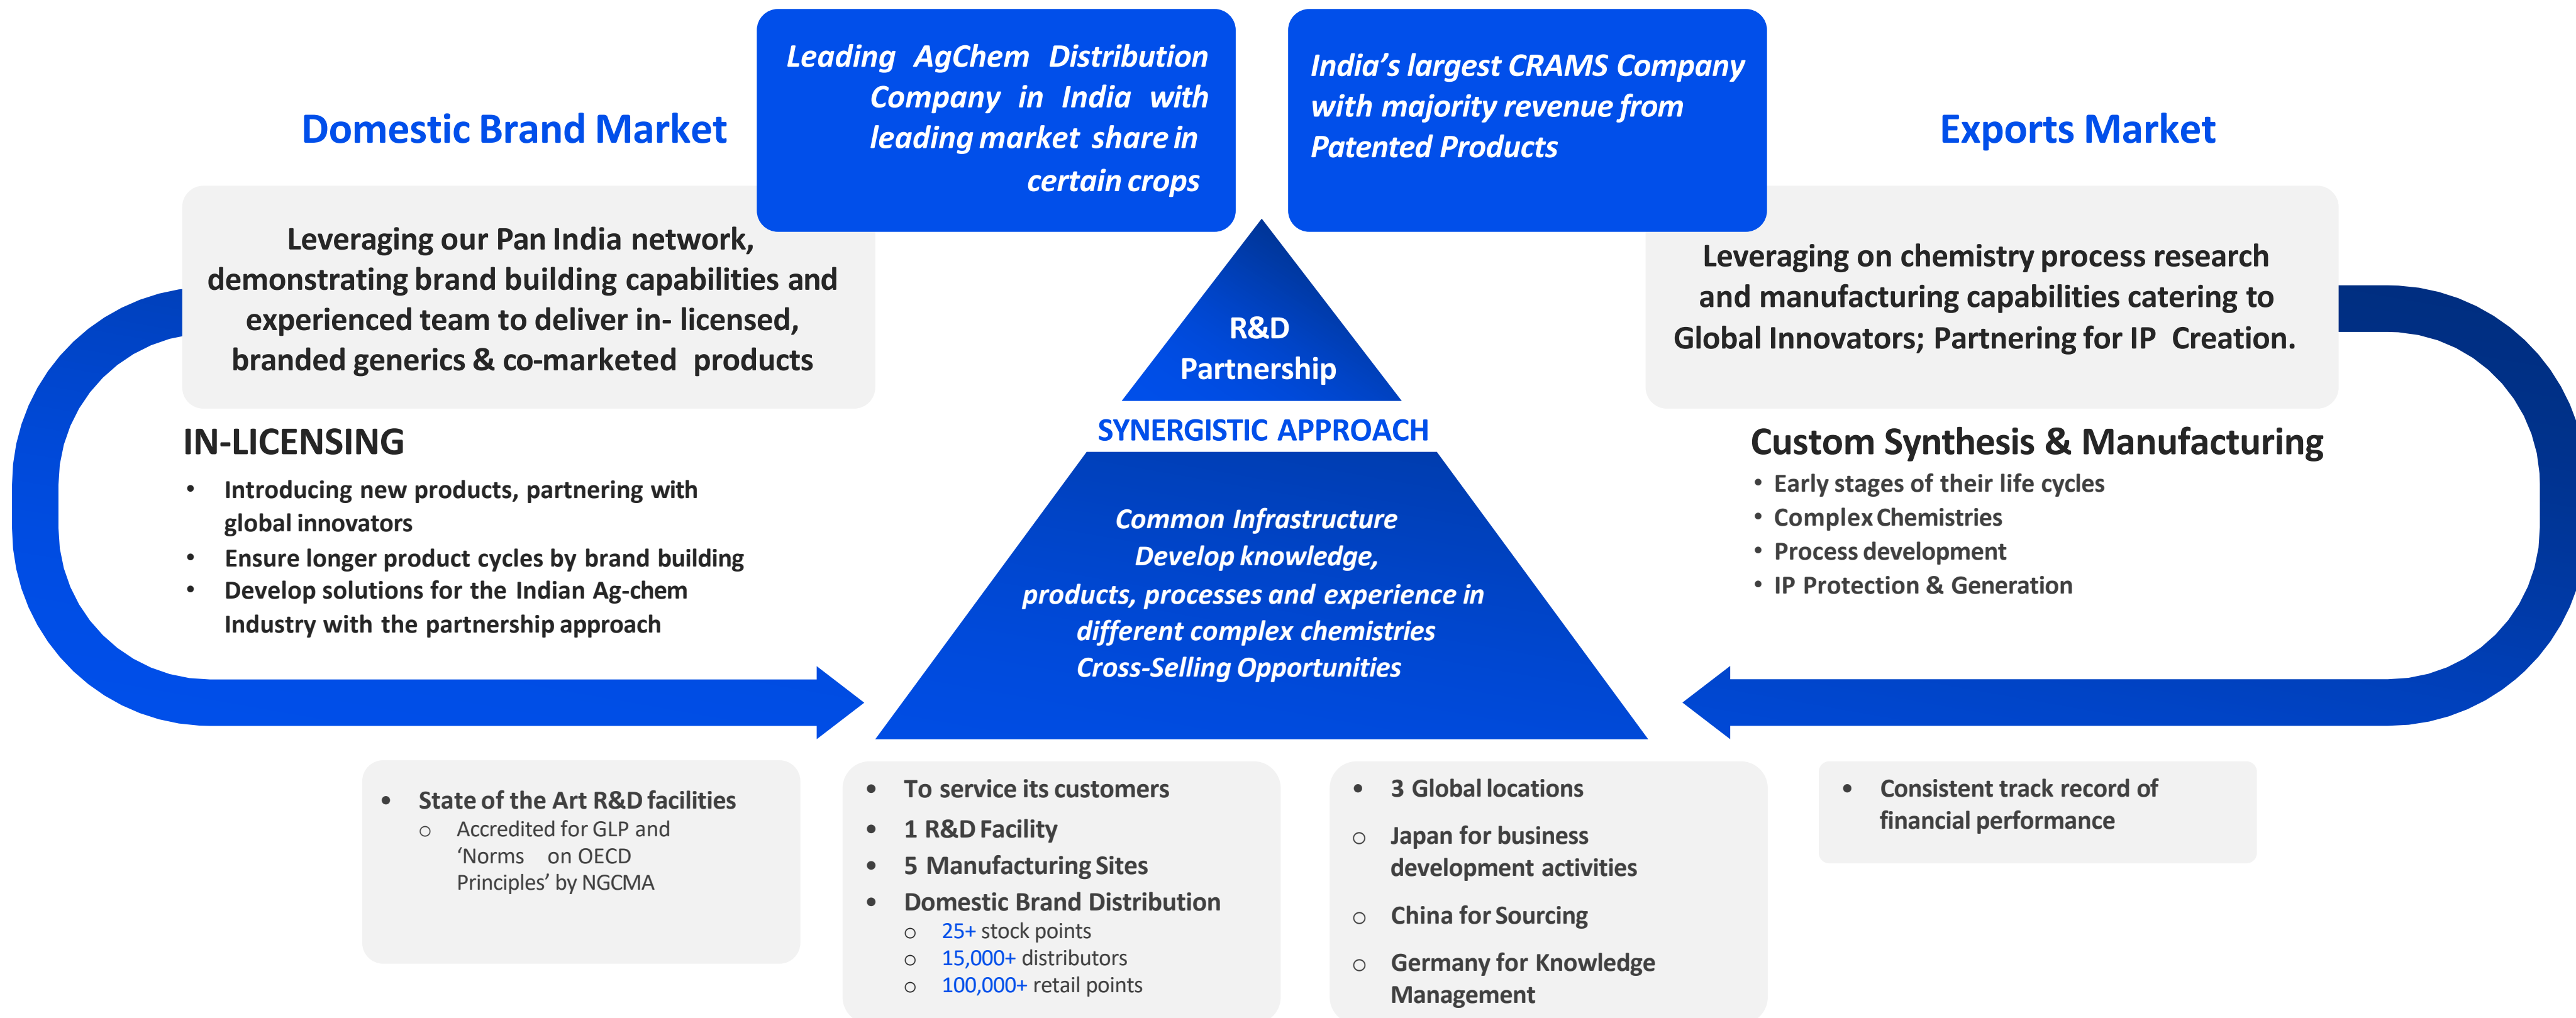 Domestic Brand Market
Leading AgChem Distribution
Company in India with
leading market share in
certain crops
India’s largest CRAMS Company
with majority revenue from
Patented Products
Exports Market
Leveraging our Pan India network,
demonstrating brand building capabilities and
experienced team to deliver in- licensed,
branded generics & co-marketed products
Leveraging on chemistry process research
and manufacturing capabilities catering to
Global Innovators; Partnering for IP Creation.
R&D
Partnership
SYNERGISTIC APPROACH
IN-LICENSING
• Introducing new products, partnering with
global innovators
• Ensure longer product cycles by brand building
• Develop solutions for the Indian Ag-chem
Industry with the partnership approach
Common Infrastructure
Develop knowledge,
products, processes and experience in
different complex chemistries
Cross-Selling Opportunities
Custom Synthesis & Manufacturing
• Early stages of their life cycles
• Complex Chemistries
• Process development
• IP Protection & Generation
• State of the Art R&D facilities
o Accredited for GLP and
‘Norms on OECD
Principles’ by NGCMA
• To service its customers
• 1 R&D Facility
• 5 Manufacturing Sites
• Domestic Brand Distribution
o 25+ stock points
o 15,000+ distributors
o 100,000+ retail points
• 3 Global locations
o Japan for business
development activities
o China for Sourcing
o Germany for Knowledge
Management
• Consistent track record of
financial performance